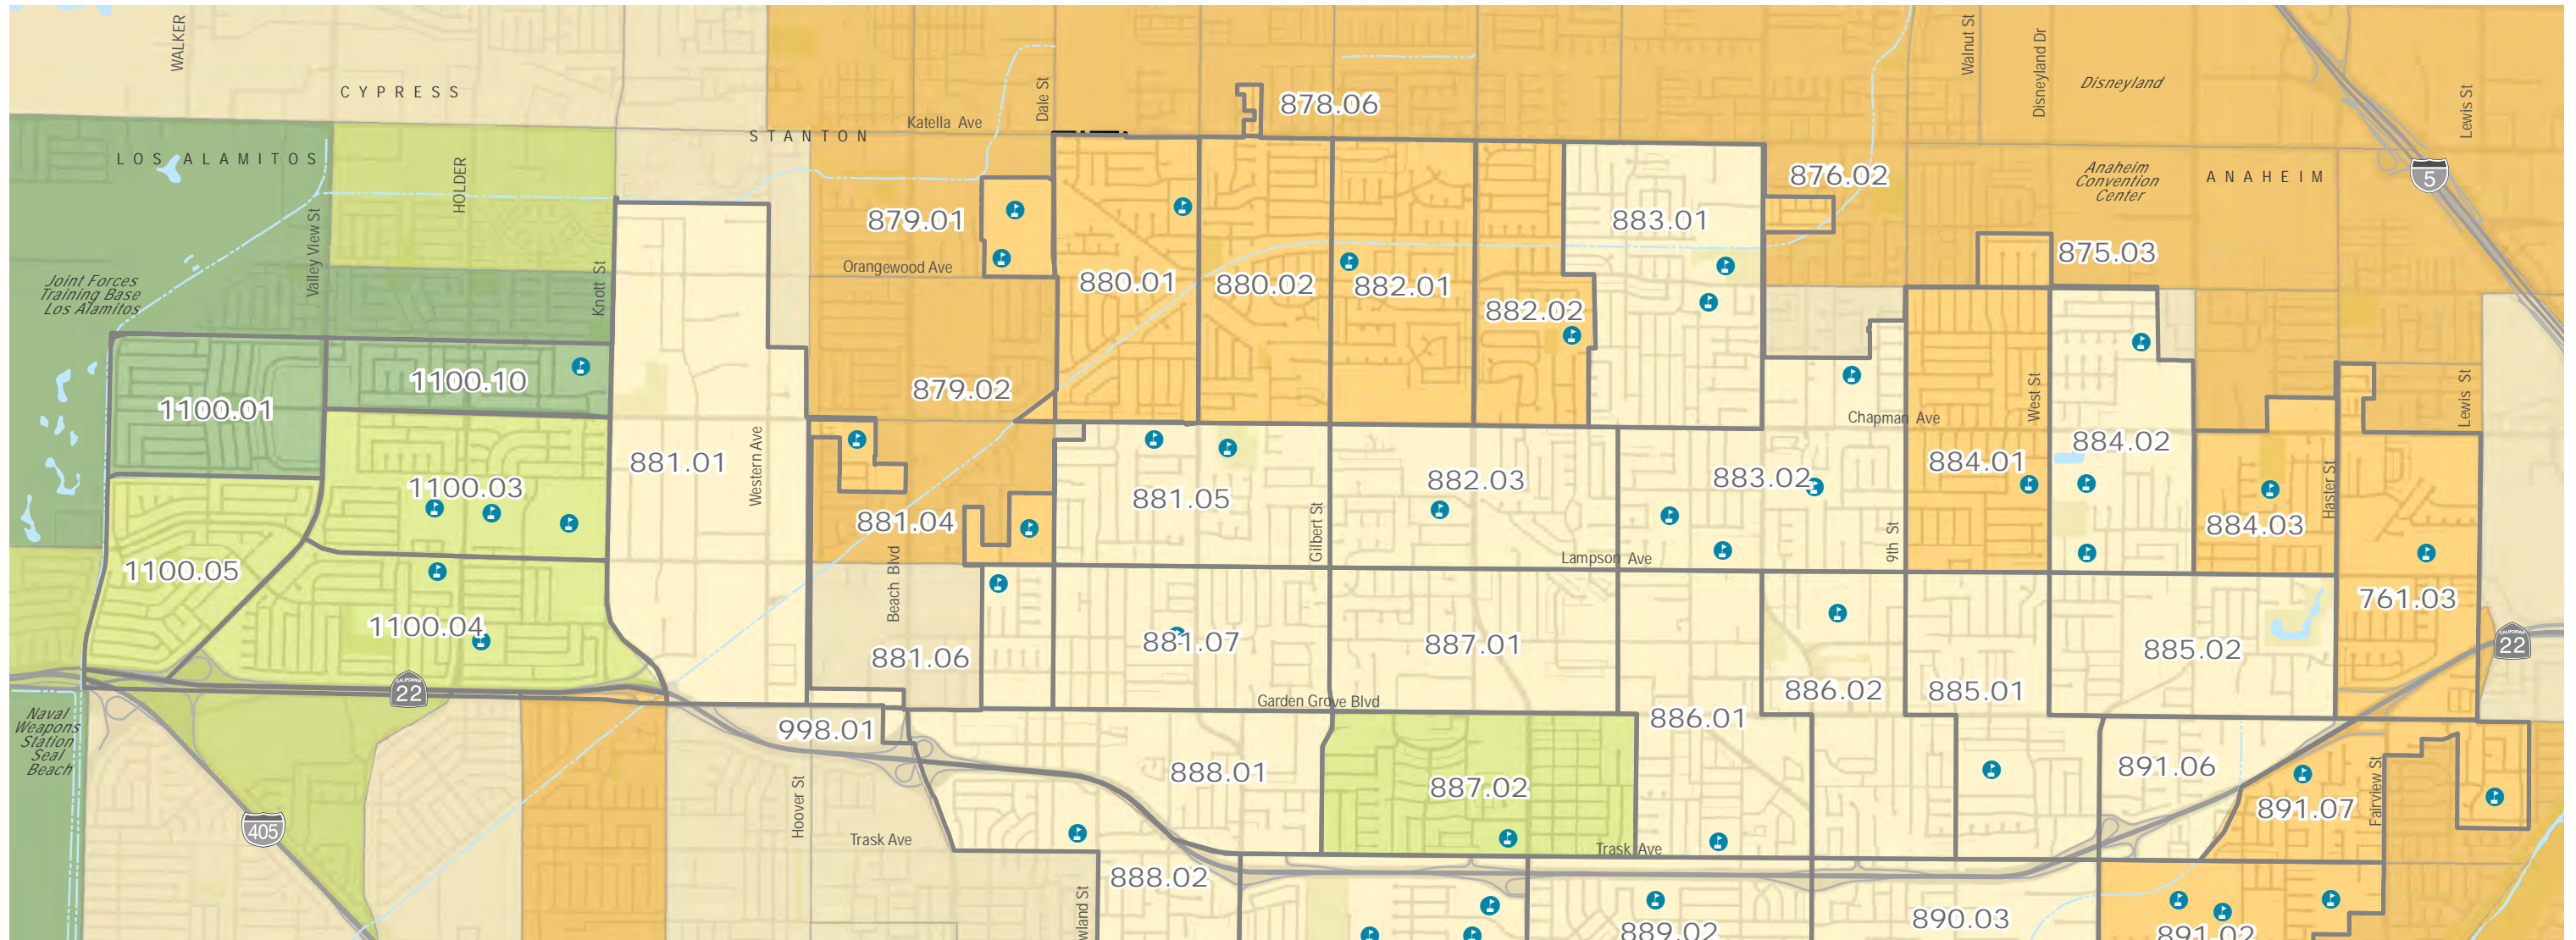 WALKER
CYPRESS
Katella Ave
Dale St
878.06
Walnut St
Disneyland Dr
Disneyland
Lewis St
STANTON
LOS ALAMITOS
HOLDER
Valley View St
Knott St
879.01
Orangewood Ave
880.01
880.02
882.01
882.02
883.01
876.02
Anaheim
Convention
Center
ANAHEIM
5
875.03
Joint Forces
Training Base
Los Alamitos
1100.10
1100.01
879.02
Chapman Ave
West St
Lewis St
884.02
1100.03
881.01
Western Ave
881.04
881.05
Gilbert St
882.03
883.02
884.01
884.03
Haster St
1100.05
Beach Blvd
Lampson Ave
9th St
761.03
1100.04
881.06
881.07
887.01
885.02
CALIFORNIA
22
CALIFORNIA
22
886.02
885.01
Garden Grove Blvd
886.01
Naval
Weapons
Station
Seal
Beach
998.01
888.01
887.02
891.06
891.07
Fairview St
Hoover St
405
Trask Ave
Trask Ave
888.02
wland St
889.02
890.03
891.02